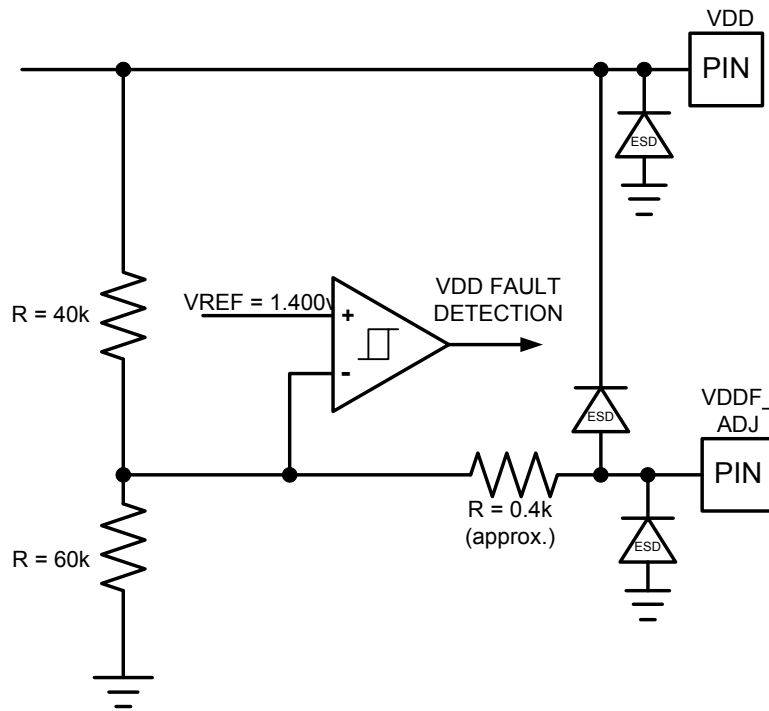 VDD
PIN
ESD
R = 40k
VREF = 1.400v
+
-
VDD FAULT
DETECTION
ESD
VDDF_
ADJ
PIN
R = 0.4k
(approx.)
ESD
R = 60k